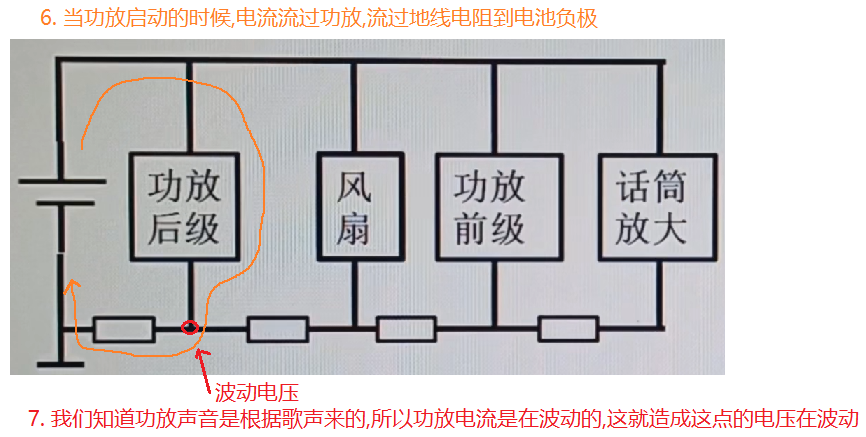 6. 当功放启动的时候,电流流过功放,流过地线电阻到电池负极
功放
后级
风
扇
功放
前级
话筒
放大
波动电压
7. 我们知道功放声音是根据歌声来的,所以功放电流是在波动的,这就造成这点的电压在波动